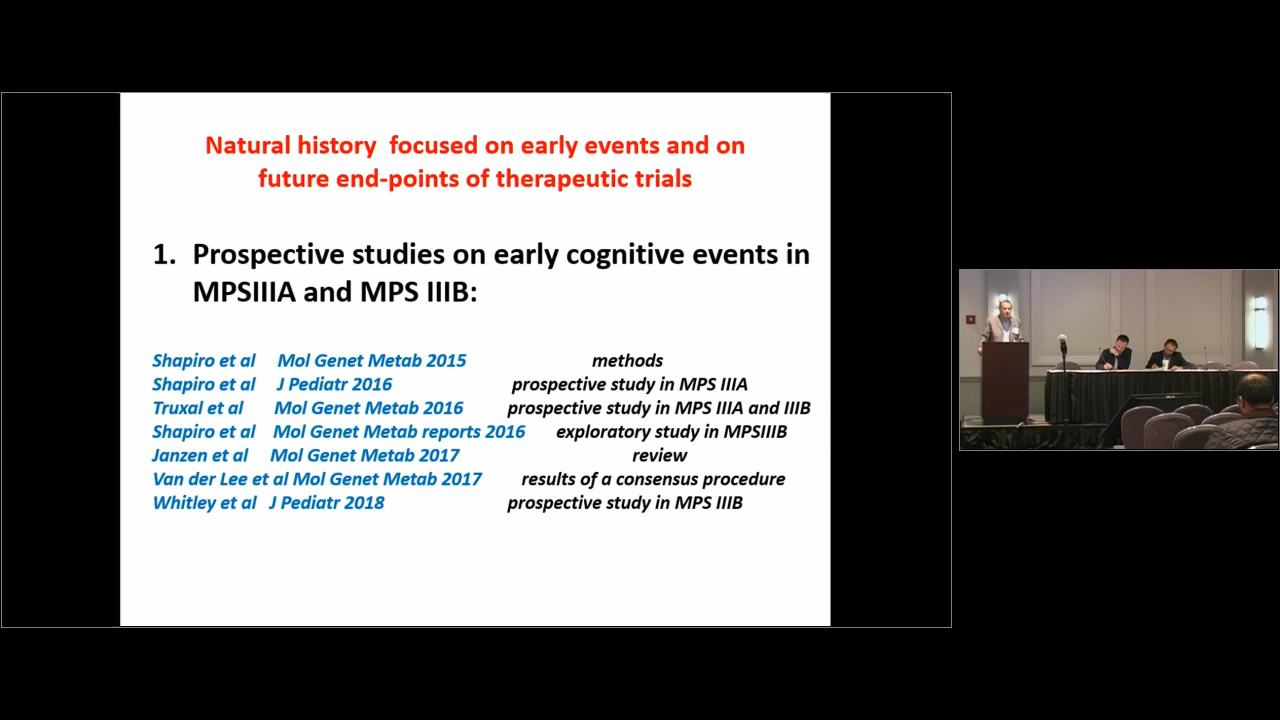 Natural history focused on early events and on
future end-points of therapeutic trials
1. Prospective studies on early cognitive events in
MPSIIIA and MPS IIIB:
Shapiro et al Mol Genet Metab 2015 methods
Shapiro et al J Pediatr 2016 prospective study in MPS IIIA
Truxal et al Mol Genet Metab 2016 prospective study in MPS IIIA and IIIB
Shapiro et al Mol Genet Metab reports 2016 exploratory study in MPSIIIB
Janzen et al Mol Genet Metab 2017 review
Van der Lee et al Mol Genet Metab 2017 results of a consensus procedure
Whitley et al J Pediatr 2018 prospective study in MPS IIIB